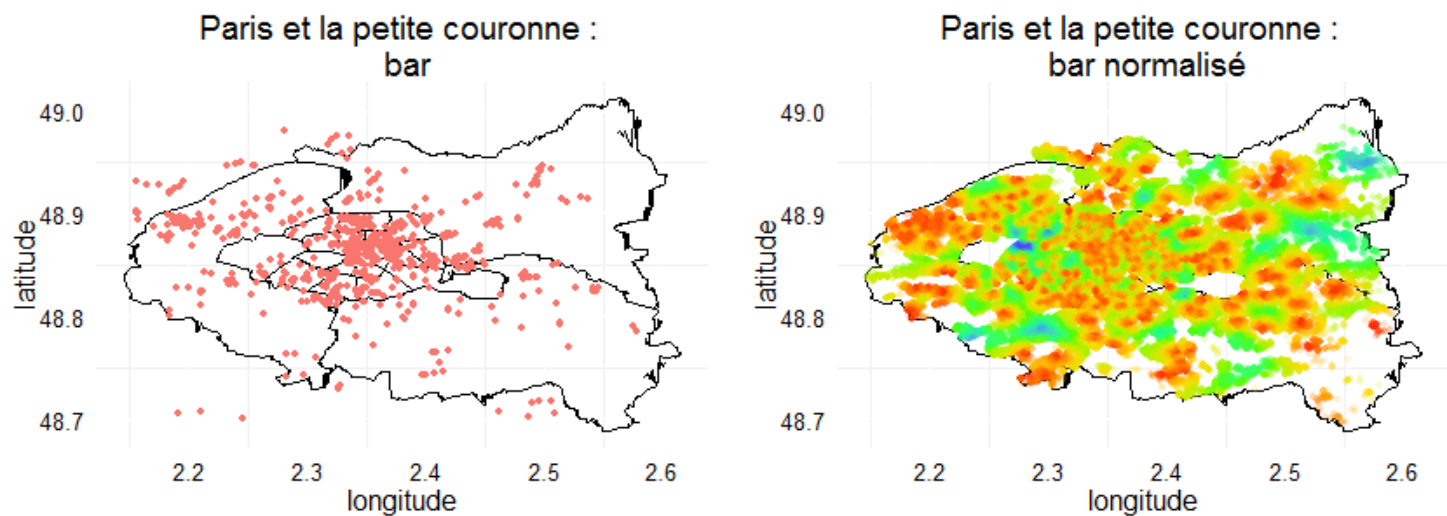 Paris et la petite couronne :
bar
49.0
48.9
48.8
48.7
latitude
2.2 2.3 2.4 2.5 2.6
longitude
Paris et la petite couronne :
bar normalisé
49.0
48.9
48.8
48.7
latitude
2.2 2.3 2.4 2.5 2.6
longitude